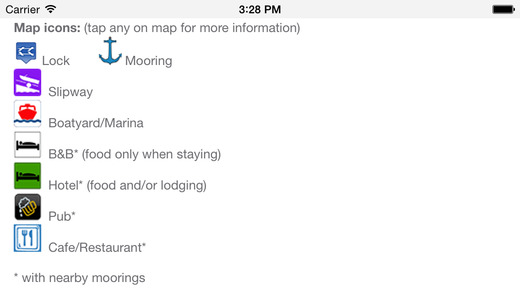 Carrier 3:28 PM
Map icons: (tap any on map for more information)
Lock Mooring
Slipway
Boatyard/Marina
B&B* (food only when staying)
Hotel* (food and/or lodging)
Pub*
Cafe/Restaurant*
* with nearby moorings